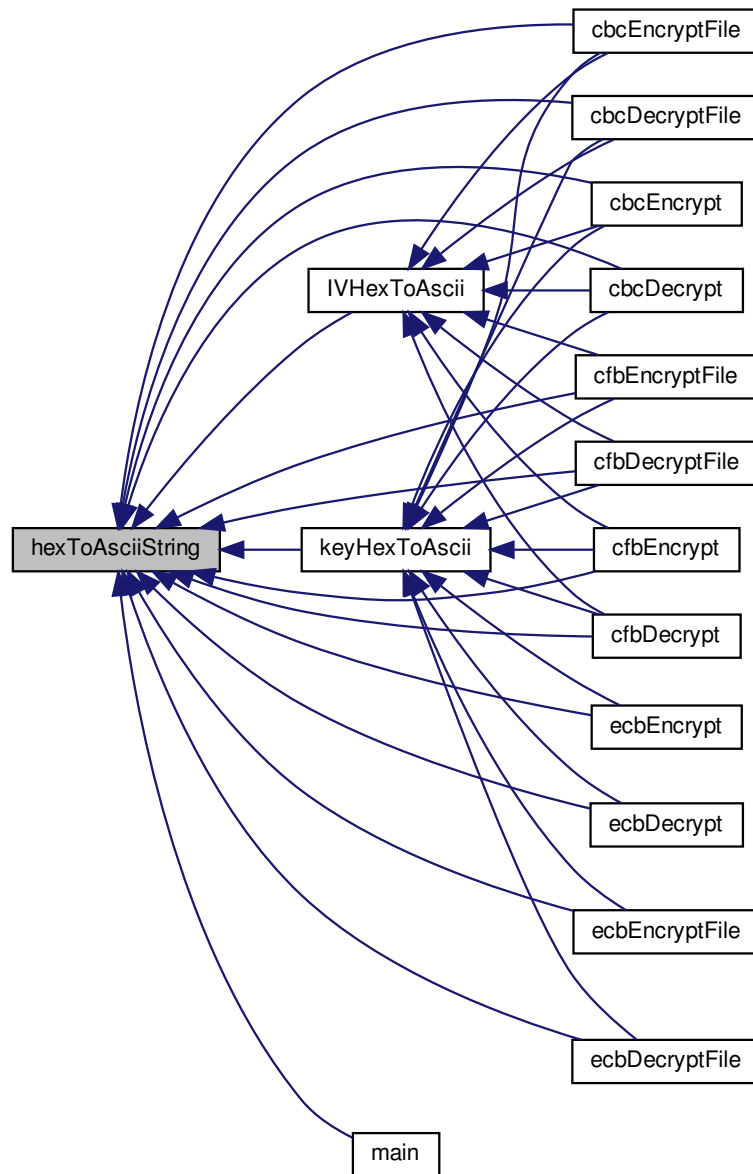 cbcEncryptFile
cbcDecryptFile
cbcEncrypt
IVHexToAscii
cbcDecrypt
cfbEncryptFile
cfbDecryptFile
hexToAsciiString
keyHexToAscii
cfbEncrypt
cfbDecrypt
ecbEncrypt
ecbDecrypt
ecbEncryptFile
ecbDecryptFile
main